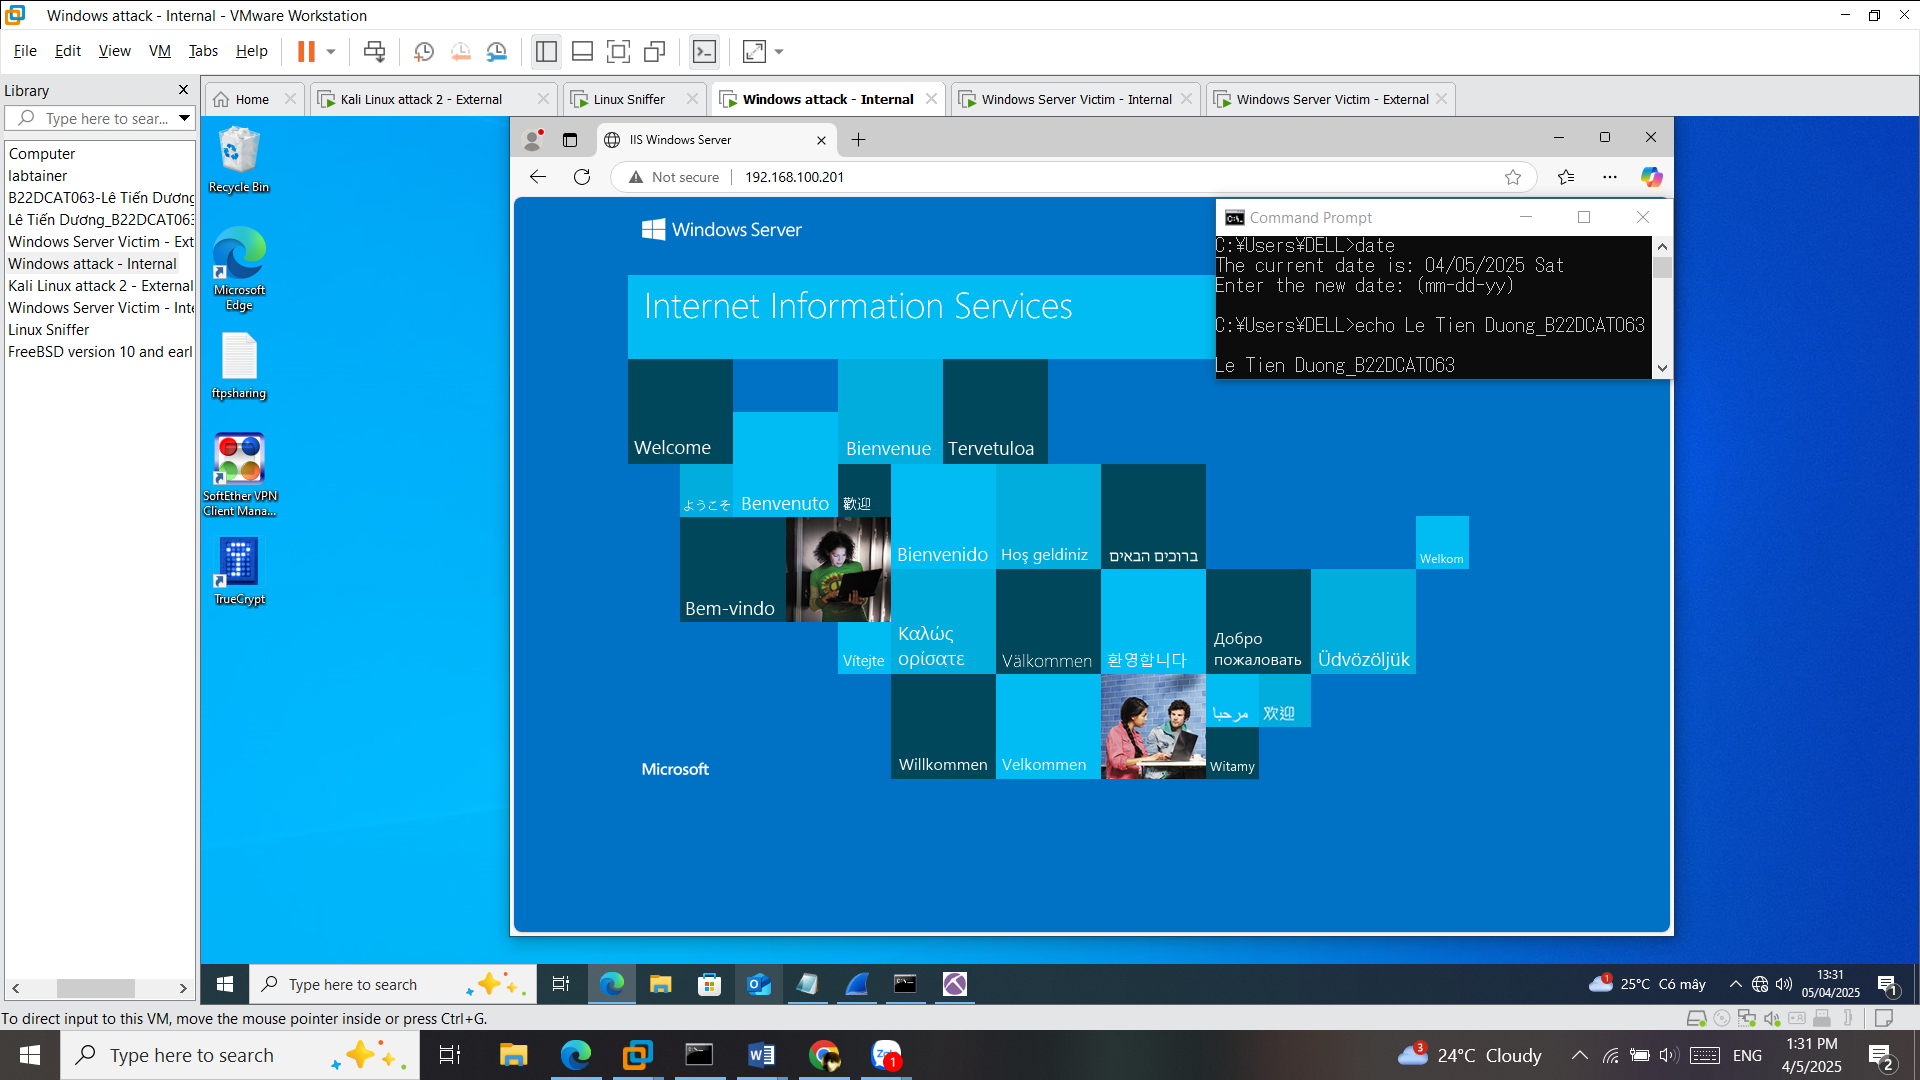 Windows attack - Internal - VMware Workstation
File Edit View VM Tabs Help
Library
Type here to sear...
Computer
labtainer
B22DCAT063-Lê Tiến Dương
Lê Tiến Dương_B22DCAT063
Windows Server Victim - Ext
Windows attack - Internal
Kali Linux attack 2 - External
Windows Server Victim - Inte
Linux Sniffer
FreeBSD version 10 and earl
Home
Kali Linux attack 2 - External
Linux Sniffer
Windows attack - Internal
Windows Server Victim - Internal
Windows Server Victim - External
Recycle Bin
Microsoft
Edge
ftpsharing
SoftEther VPN
Client Mana...
TrueCrypt
IIS Windows Server
Not secure
192.168.100.201
Windows Server
Internet Information Services
Command Prompt
C:\Users\DELL>date
The current date is: 04/05/2025 Sat
Enter the new date: (mm-dd-yy)
C:\Users\DELL>echo Le Tien Duong_B22DCAT063
Le Tien Duong_B22DCAT063
Welcome
Bienvenue
Tervetuloa
ようこそ
Benvenuto
歡迎
Bienvenido
Hoş geldiniz
ברוכים הבאים
Welkom
Bem-vindo
Vítejte
Καλώς
ορίσατε
Välkommen
환영합니다
Добро
пожаловать
Üdvözöljük
مرحبا
欢迎
Microsoft
Willkommen
Velkommen
Witamy
Type here to search
1
25°C Có mây
13:31
05/04/2025
1
To direct input to this VM, move the mouse pointer inside or press Ctrl+G.
Type here to search
Zalo
1
3
24°C Cloudy
ENG
1:31 PM
4/5/2025
2